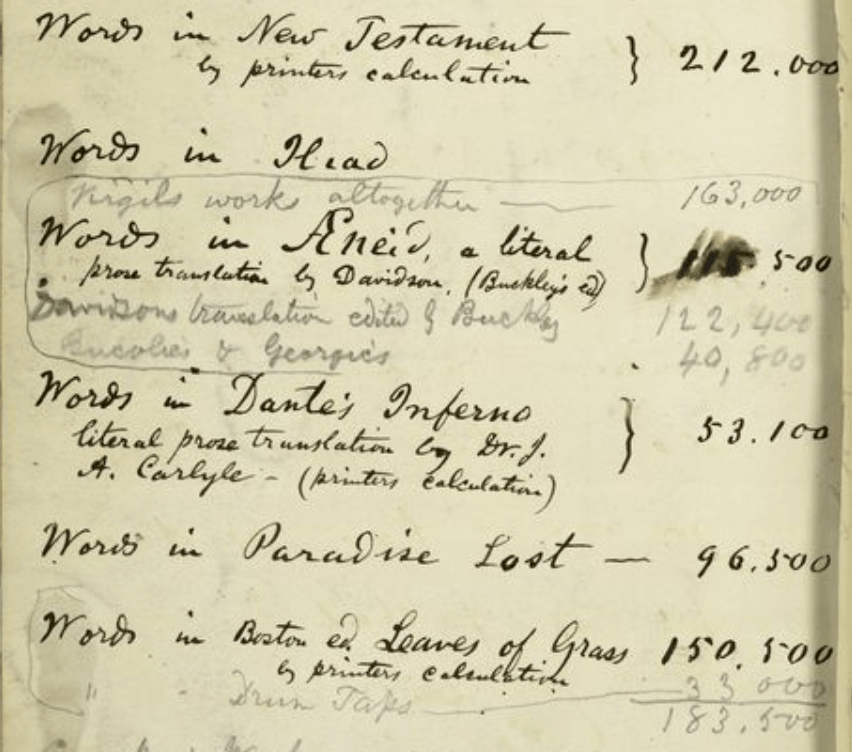 Words in New Testament
by printers calculation } 212.000
Words in Iliad
Virgils works altogether — 163,000
Words in Æneid, a literal
prose translation by Davidson, (Buckley's ed) } 115.500
Davidsons translation edited by Buckley 122,400
Bucolics & Georgics 40,800
Words in Dante's Inferno
literal prose translation by Dr. J. } 53.100
A. Carlyle – (printers calculation)
Words in Paradise Lost — 96.500
Words in Boston ed. Leaves of Grass 150.500
by printers calculation
" " Drum Taps — 33 000
183,500